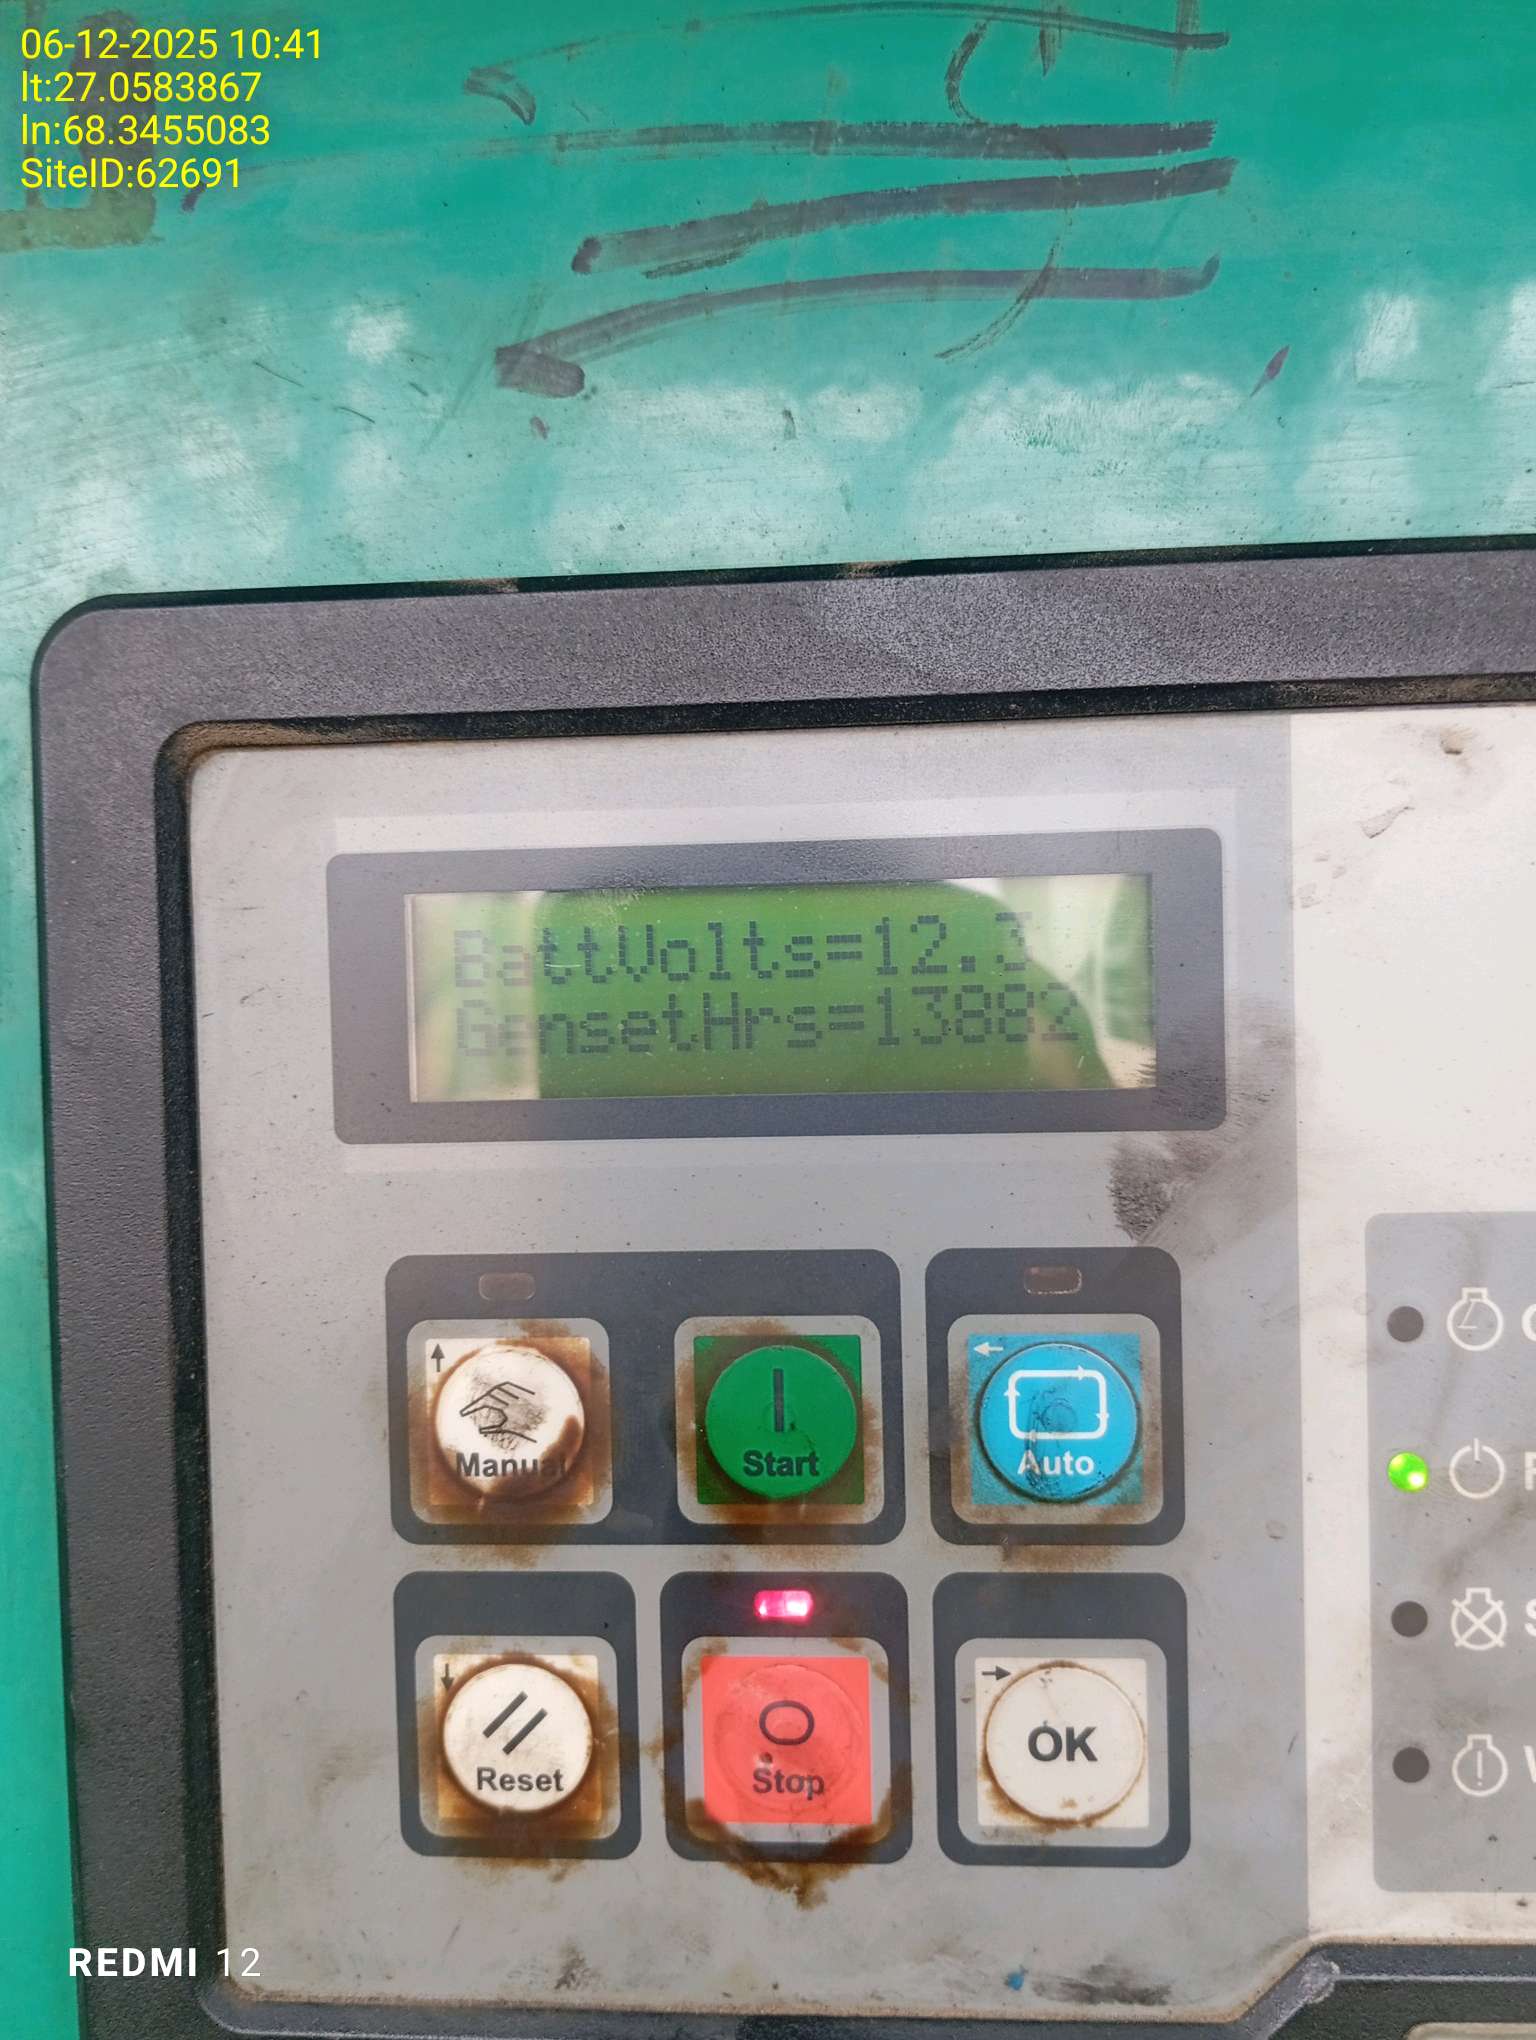 06-12-2025 10:41
lt:27.0583867
ln:68.3455083
SiteID:62691
BattVolts=12.3
GensetHrs=13882
Manual
Start
Auto
Reset
Stop
OK
REDMI 12